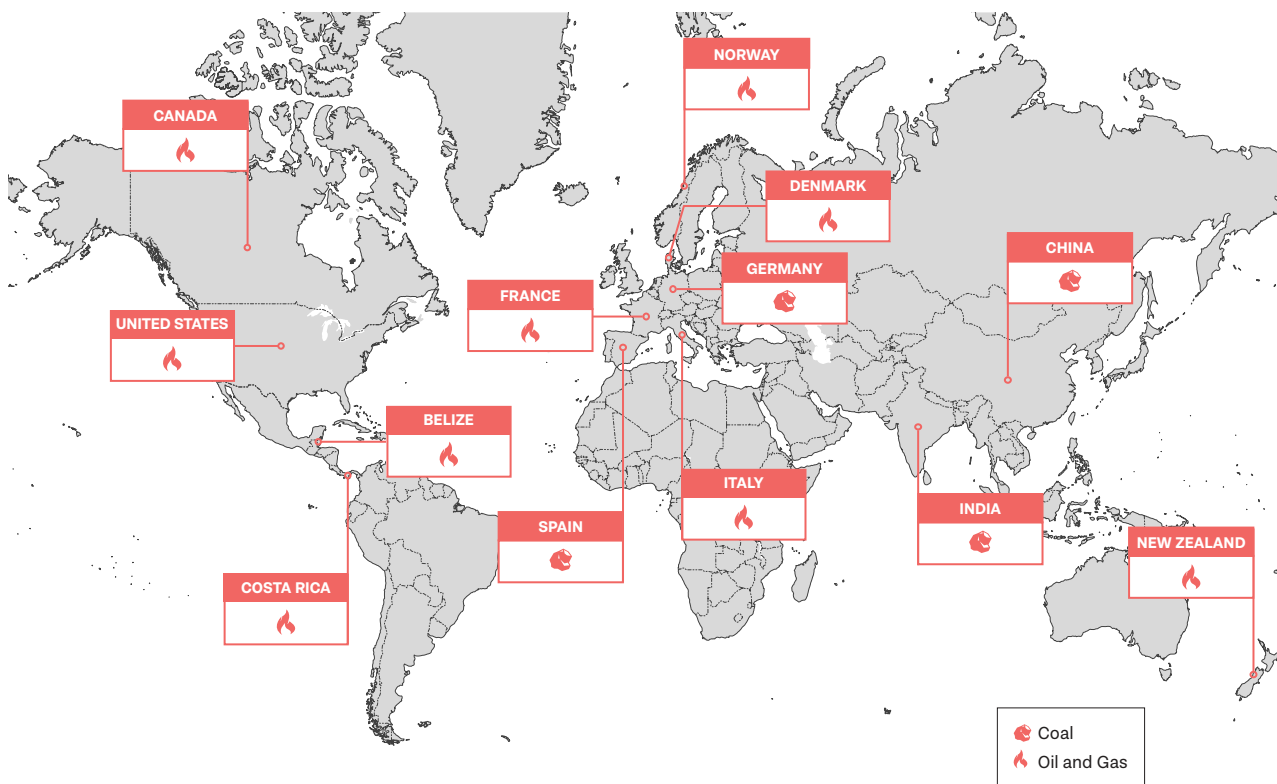 NORWAY
CANADA
DENMARK
CHINA
GERMANY
FRANCE
UNITED STATES
BELIZE
ITALY
INDIA
SPAIN
NEW ZEALAND
COSTA RICA
Coal
Oil and Gas